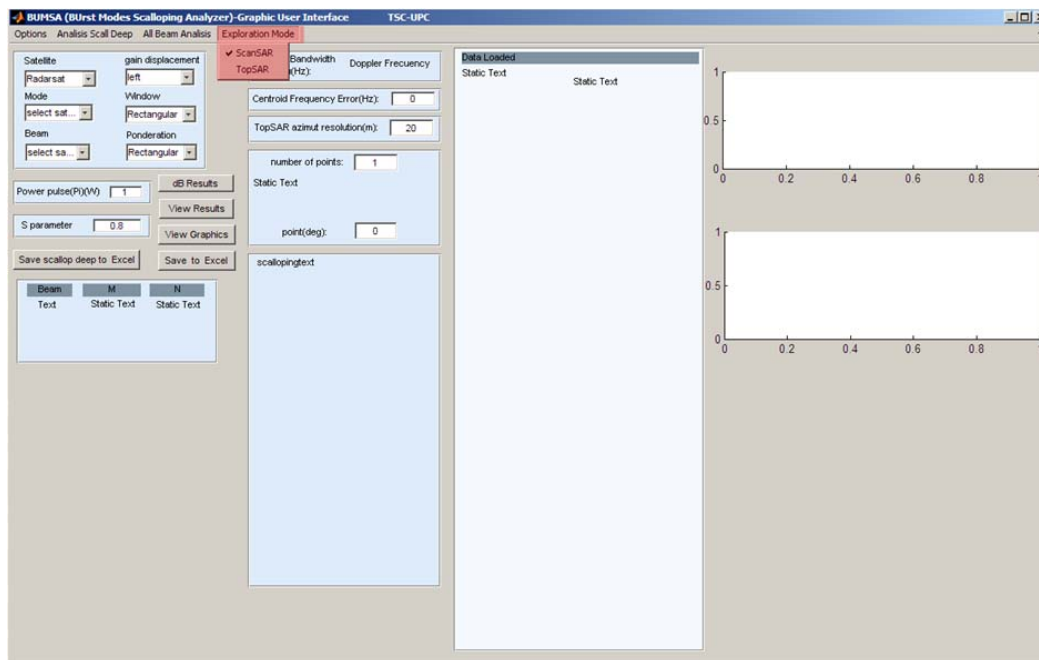 BUMSA (BUrst Modes Scalloping Analyzer)-Graphic User Interface TSC-UPC
Options Analisis Scall Deep All Beam Analisis Exploration Mode
ScanSAR
TopSAR
Satellite
gain displacement
Radarsat
left
Mode
Window
select sat...
Rectangular
Beam
Ponderation
select sa...
Rectangular
Power pulse(Pi)(W) 1
S parameter 0.8
dB Results
View Results
View Graphics
Save scallop deep to Excel
Save to Excel
Beam M N
Text Static Text Static Text
Bandwidth
(Hz):
Doppler Frecuency
Centroid Frequency Error(Hz): 0
TopSAR azimut resolution(m): 20
number of points: 1
Static Text
point(deg): 0
scallopingtext
Data Loaded
Static Text
Static Text
1
0.5
0
0 0.2 0.4 0.6 0.8
1
0.5
0
0 0.2 0.4 0.6 0.8